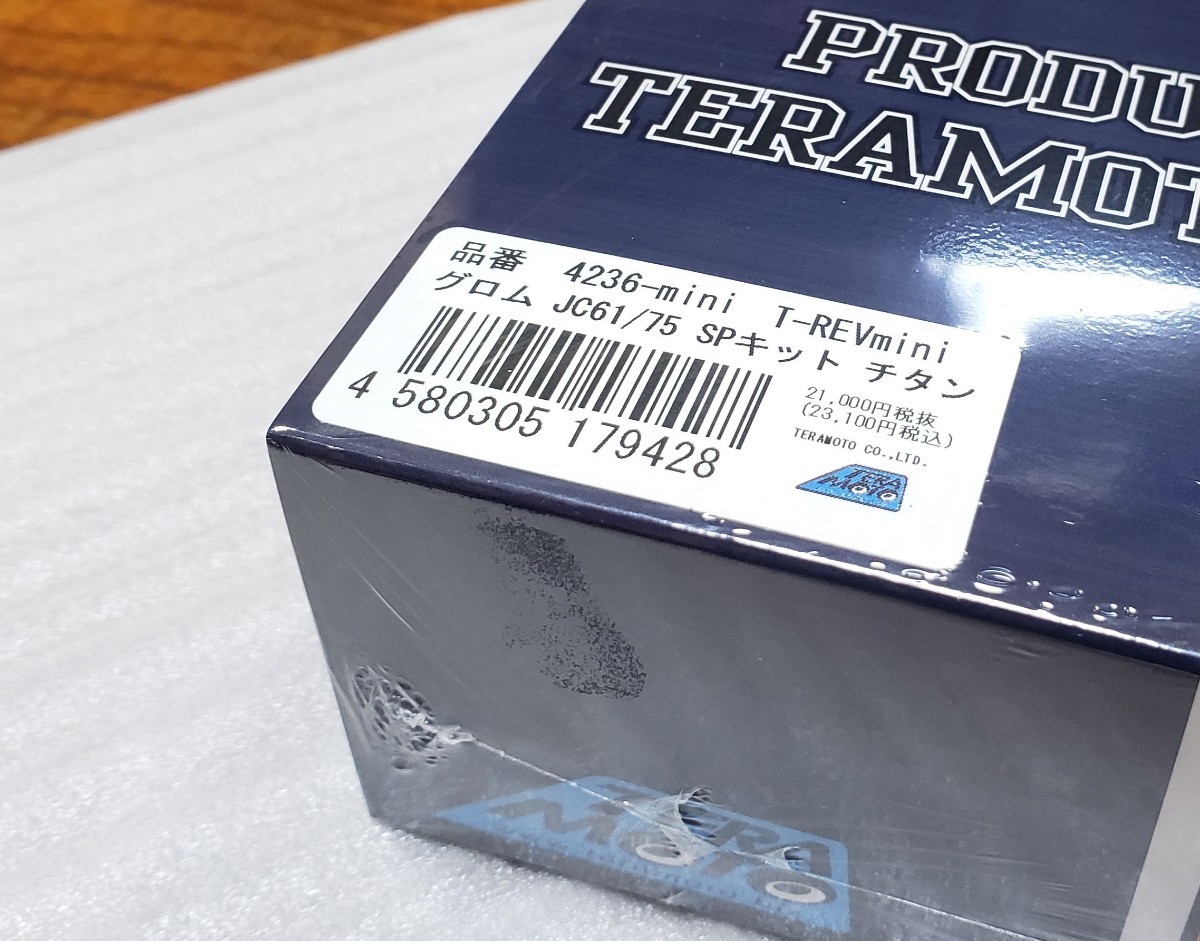 PRODU
TERAMOT
品番 4236-mini T-REVmini
グロム JC61/75 SPキット チタン
4 580305 179428
21,000円税抜
(23,100円税込)
TERAMOTO CO.,LTD.
TERA
MOTO
TERA
MOTO